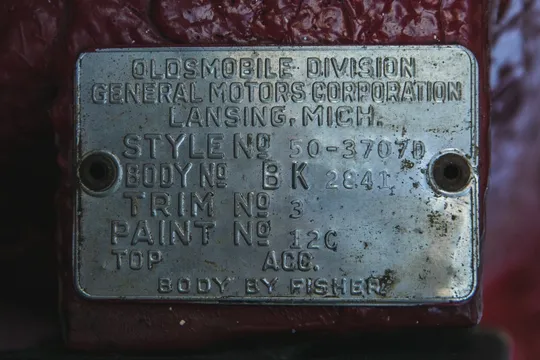 OLDSMOBILE DIVISION
GENERAL MOTORS CORPORATION
LANSING, MICH.
STYLE Nº 50-3707D
BODY Nº BK 2841
TRIM Nº 3
PAINT Nº 12C
TOP ACC.
BODY BY FISHER